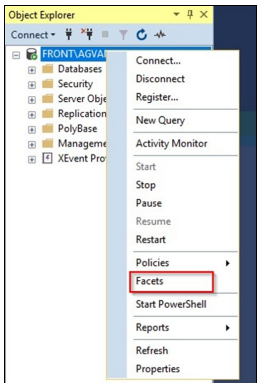 Object Explorer
Connect
FRONT\AGVA
Databases
Security
Server Obje
Replication
PolyBase
Manageme
XEvent Pro
Connect...
Disconnect
Register...
New Query
Activity Monitor
Start
Stop
Pause
Resume
Restart
Policies
Facets
Start PowerShell
Reports
Refresh
Properties